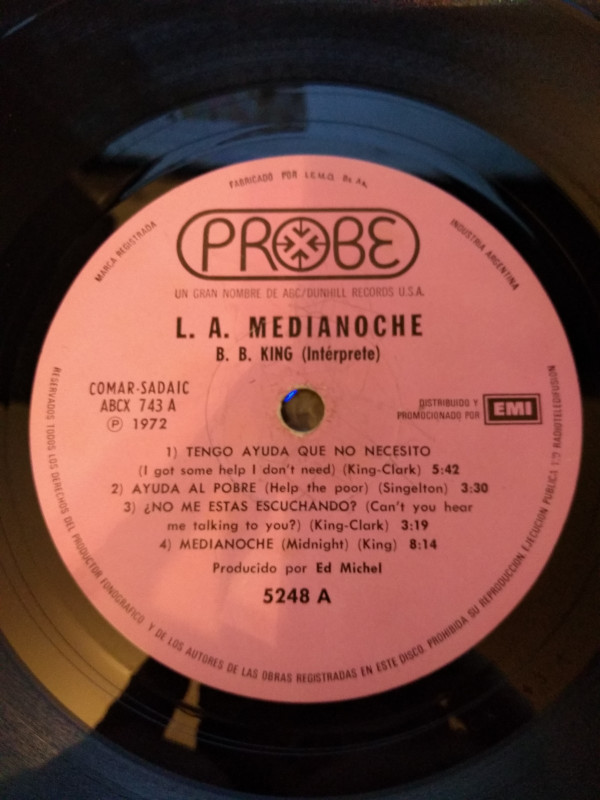 FABRICADO POR I.E.M.O. Bs. As.
MARCA REGISTRADA
INDUSTRIA ARGENTINA
PROBE
UN GRAN NOMBRE DE ABC/DUNHILL RECORDS U.S.A.
L. A. MEDIANOCHE
B. B. KING (Intérprete)
COMAR-SADAIC
ABCX 743 A
Ⓟ 1972
DISTRIBUIDO Y
PROMOCIONADO POR EMI
1) TENGO AYUDA QUE NO NECESITO
(I got some help I don't need) (King-Clark) 5:42
2) AYUDA AL POBRE (Help the poor) (Singelton) 3:30
3) ¿NO ME ESTAS ESCUCHANDO? (Can't you hear
me talking to you?) (King-Clark) 3:19
4) MEDIANOCHE (Midnight) (King) 8:14
Producido por Ed Michel
5248 A
RESERVADOS TODOS LOS DERECHOS DEL PRODUCTOR FONOGRAFICO Y DE LOS AUTORES DE LAS OBRAS REGISTRADAS EN ESTE DISCO. PROHIBIDA SU REPRODUCCION, EJECUCION PUBLICA Y/O RADIOTELEDIFUSION